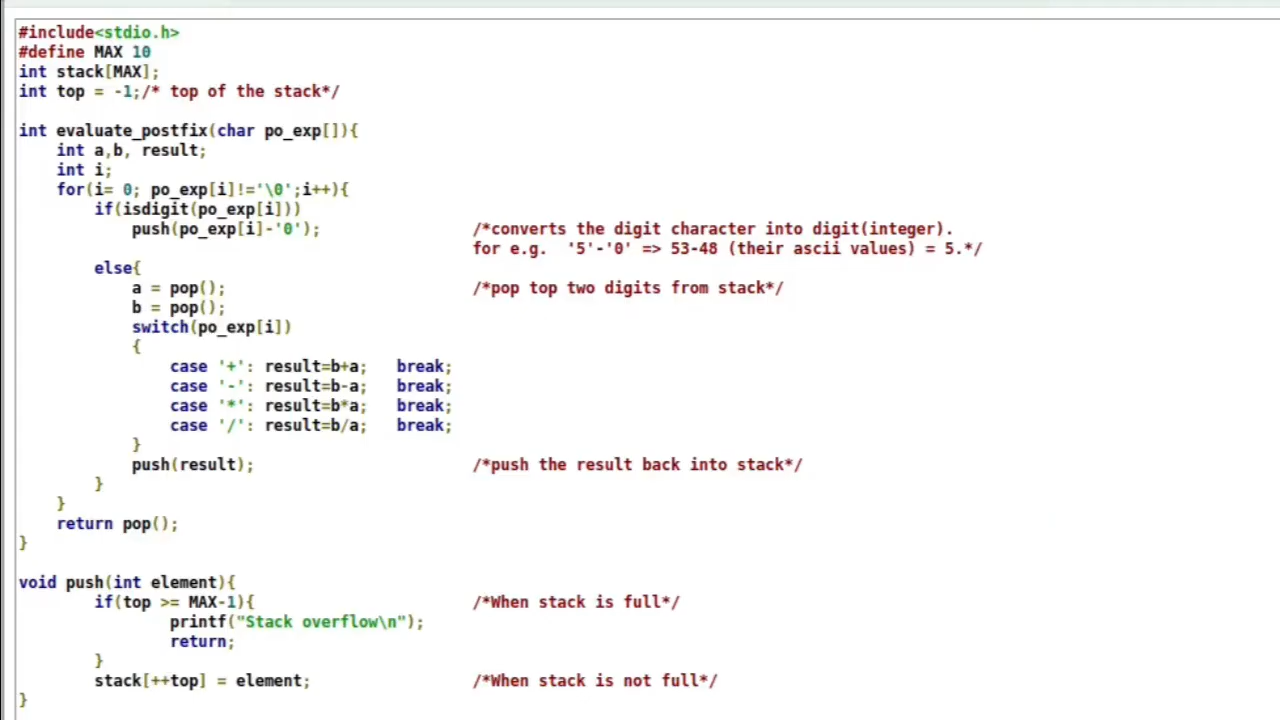 #include<stdio.h>
#define MAX 10
int stack[MAX];
int top = -1;/* top of the stack*/
int evaluate_postfix(char po_exp[]){
int a,b, result;
int i;
for(i= 0; po_exp[i]!='\0';i++){
if(isdigit(po_exp[i]))
push(po_exp[i]-'0'); /*converts the digit character into digit(integer).
for e.g. '5'-'0' => 53-48 (their ascii values) = 5.*/
else{
a = pop(); /*pop top two digits from stack*/
b = pop();
switch(po_exp[i])
{
case '+': result=b+a; break;
case '-': result=b-a; break;
case '*': result=b*a; break;
case '/': result=b/a; break;
}
push(result); /*push the result back into stack*/
}
}
return pop();
}
void push(int element){
if(top >= MAX-1){ /*When stack is full*/
printf("Stack overflow\n");
return;
}
stack[++top] = element; /*When stack is not full*/
}